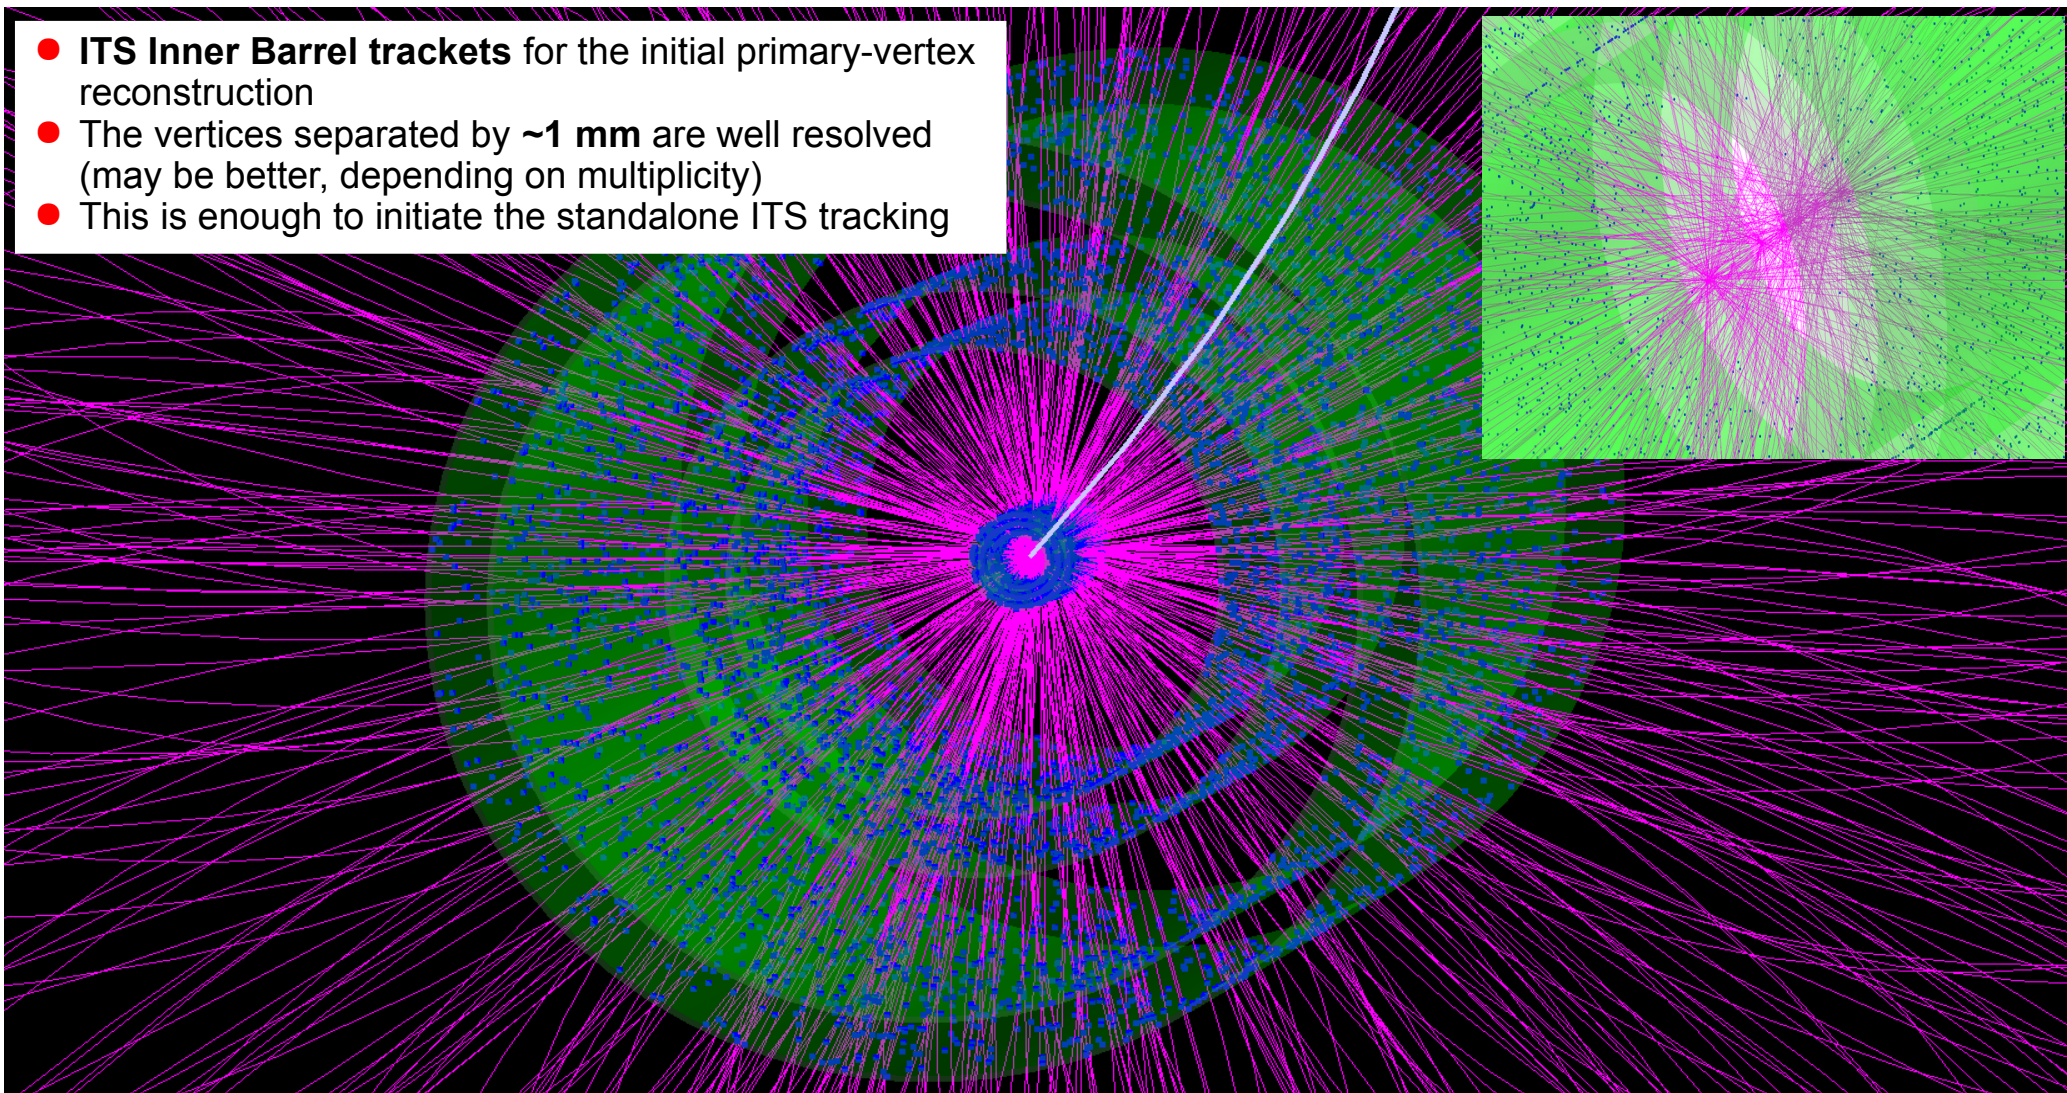 ITS Inner Barrel trackets for the initial primary-vertex
reconstruction
The vertices separated by ~1 mm are well resolved
(may be better, depending on multiplicity)
This is enough to initiate the standalone ITS tracking